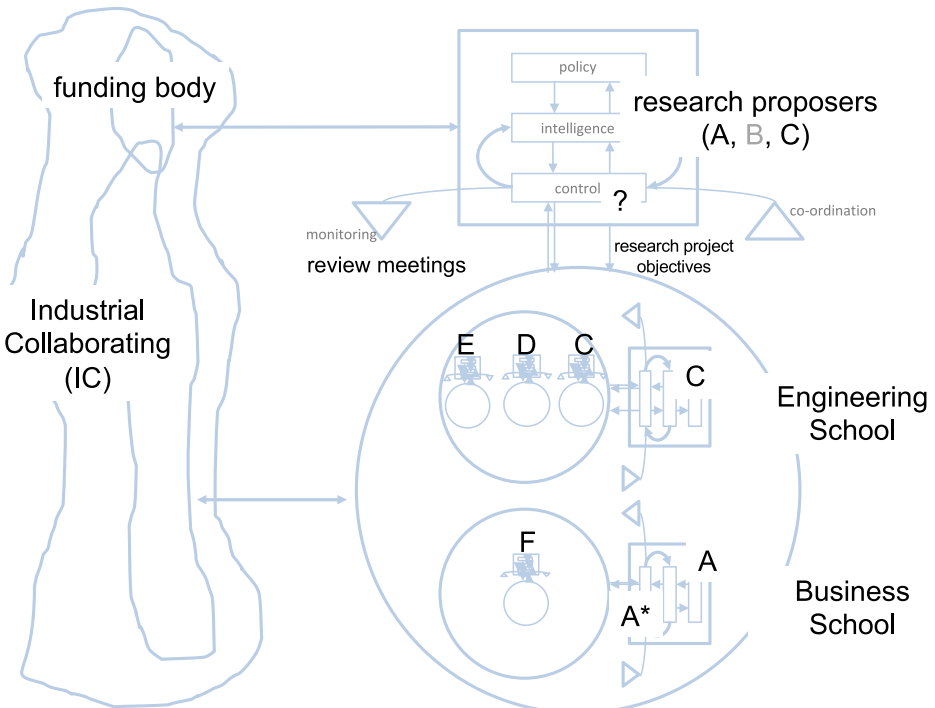 funding body
policy
intelligence
control
?
research proposers
(A, B, C)
monitoring
review meetings
co-ordination
research project
objectives
Industrial
Collaborating
(IC)
E
D
C
C
Engineering
School
F
A
A*
Business
School